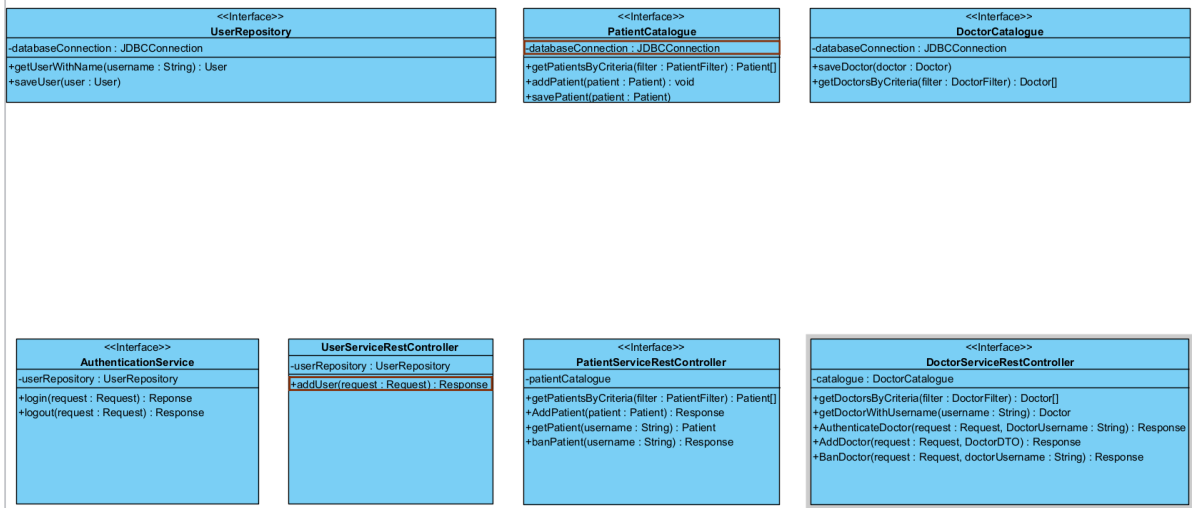 <<Interface>>
UserRepository
-databaseConnection : JDBCConnection
+getUserWithName(username : String) : User
+saveUser(user : User)
<<Interface>>
PatientCatalogue
-databaseConnection : JDBCConnection
+getPatientsByCriteria(filter : PatientFilter) : Patient[]
+addPatient(patient : Patient) : void
+savePatient(patient : Patient)
<<Interface>>
DoctorCatalogue
-databaseConnection : JDBCConnection
+saveDoctor(doctor : Doctor)
+getDoctorsByCriteria(filter : DoctorFilter) : Doctor[]
<<Interface>>
AuthenticationService
-userRepository : UserRepository
+login(request : Request) : Reponse
+logout(request : Request) : Response
UserServiceRestController
-userRepository : UserRepository
+addUser(request : Request) : Response
<<Interface>>
PatientServiceRestController
-patientCatalogue
+getPatientsByCriteria(filter : PatientFilter) : Patient[]
+AddPatient(patient : Patient) : Response
+getPatient(username : String) : Patient
+banPatient(username : String) : Response
<<Interface>>
DoctorServiceRestController
-catalogue : DoctorCatalogue
+getDoctorsByCriteria(filter : DoctorFilter) : Doctor[]
+getDoctorWithUsername(username : String) : Doctor
+AuthenticateDoctor(request : Request, DoctorUsername : String) : Response
+AddDoctor(request : Request, DoctorDTO) : Response
+BanDoctor(request : Request, doctorUsername : String) : Response